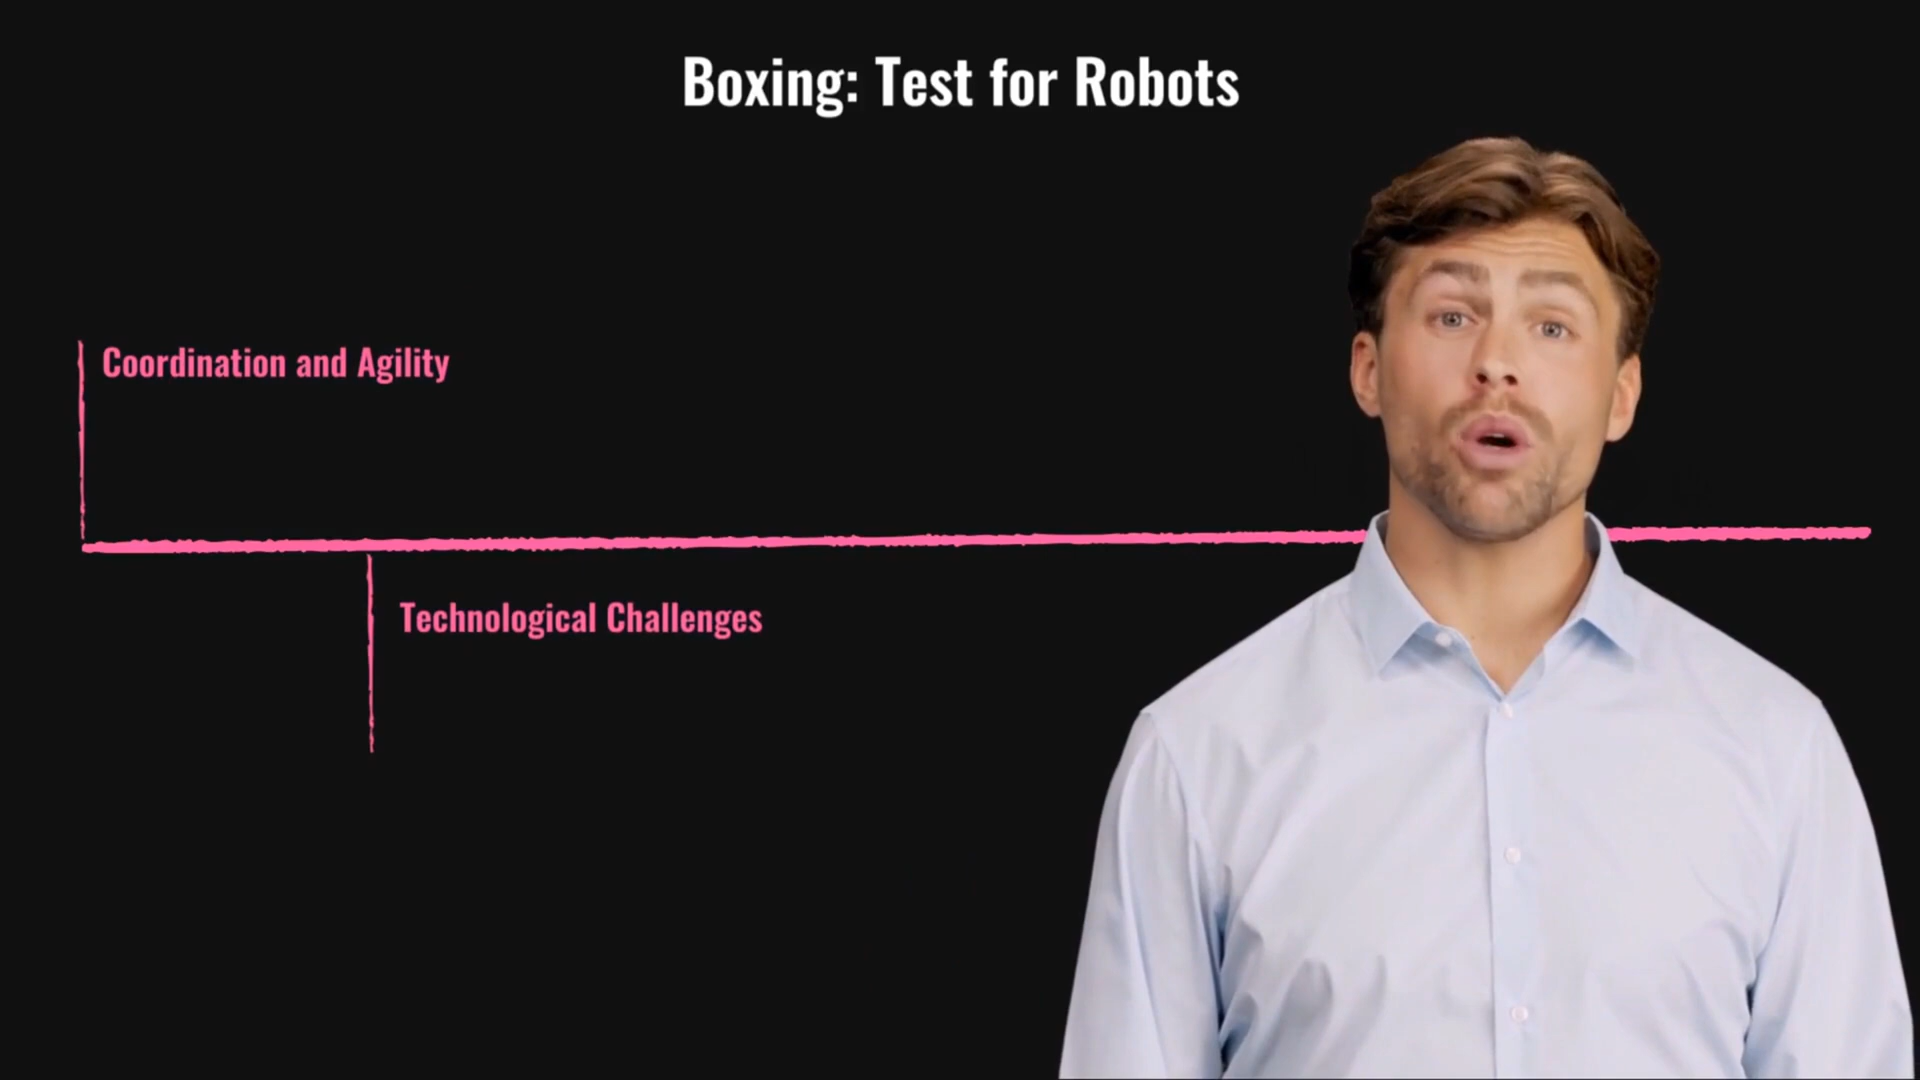 Boxing: Test for Robots
Coordination and Agility
Technological Challenges